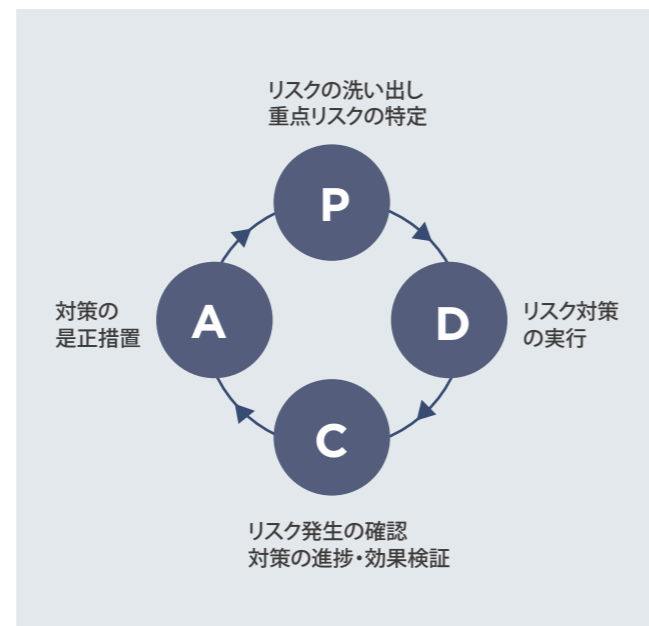 リスクの洗い出し
重点リスクの特定
P
対策の
是正措置
A
D
リスク対策
の実行
C
リスク発生の確認
対策の進捗・効果検証